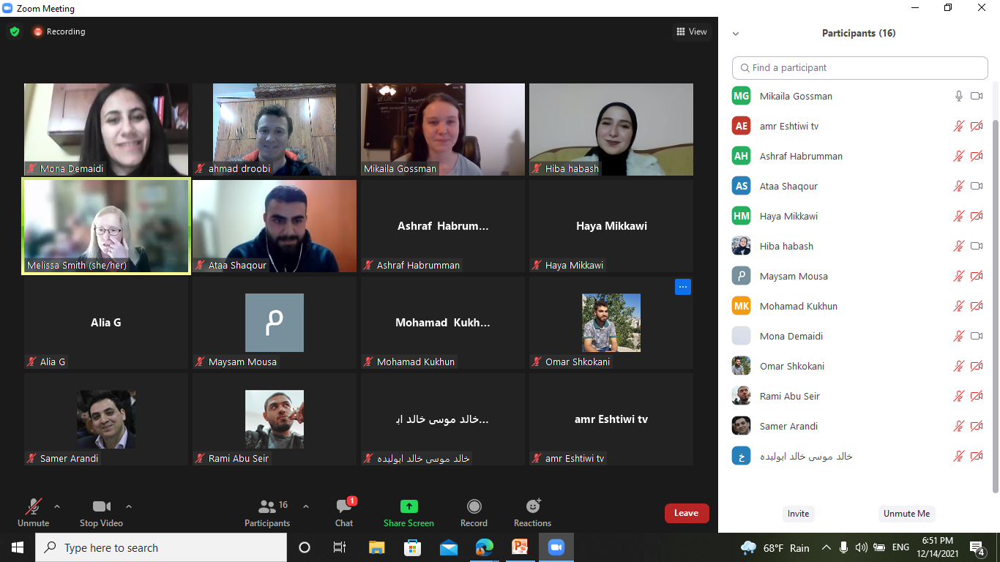 Zoom Meeting
Recording
View
Mona Demaidi
ahmad droobi
Mikaila Gossman
Hiba habash
Melissa Smith (she/her)
Ataa Shaqour
Ashraf Habrum...
Ashraf Habrumman
Haya Mikkawi
Haya Mikkawi
Alia G
Alia G
م
Maysam Mousa
Mohamad Kukh...
Mohamad Kukhun
...
Omar Shkokani
Samer Arandi
Rami Abu Seir
خالد موسى خالد اب...
خالد موسى خالد ابولبده
amr Eshtiwi tv
amr Eshtiwi tv
Unmute
Stop Video
16
Participants
1
Chat
Share Screen
Record
Reactions
Leave
Participants (16)
Find a participant
MG Mikaila Gossman
AE amr Eshtiwi tv
AH Ashraf Habrumman
AS Ataa Shaqour
HM Haya Mikkawi
Hiba habash
م Maysam Mousa
MK Mohamad Kukhun
Mona Demaidi
Omar Shkokani
Rami Abu Seir
Samer Arandi
خ خالد موسى خالد ابولبده
Invite
Unmute Me
Type here to search
68°F Rain
ENG
6:51 PM
12/14/2021
4